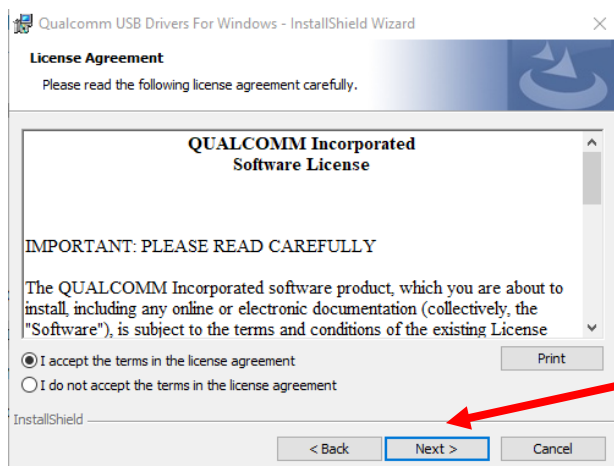 Qualcomm USB Drivers For Windows - InstallShield Wizard
License Agreement
Please read the following license agreement carefully.
QUALCOMM Incorporated
Software License
IMPORTANT: PLEASE READ CAREFULLY
The QUALCOMM Incorporated software product, which you are about to
install, including any online or electronic documentation (collectively, the
"Software"), is subject to the terms and conditions of the existing License
I accept the terms in the license agreement
Print
I do not accept the terms in the license agreement
InstallShield
< Back
Next >
Cancel